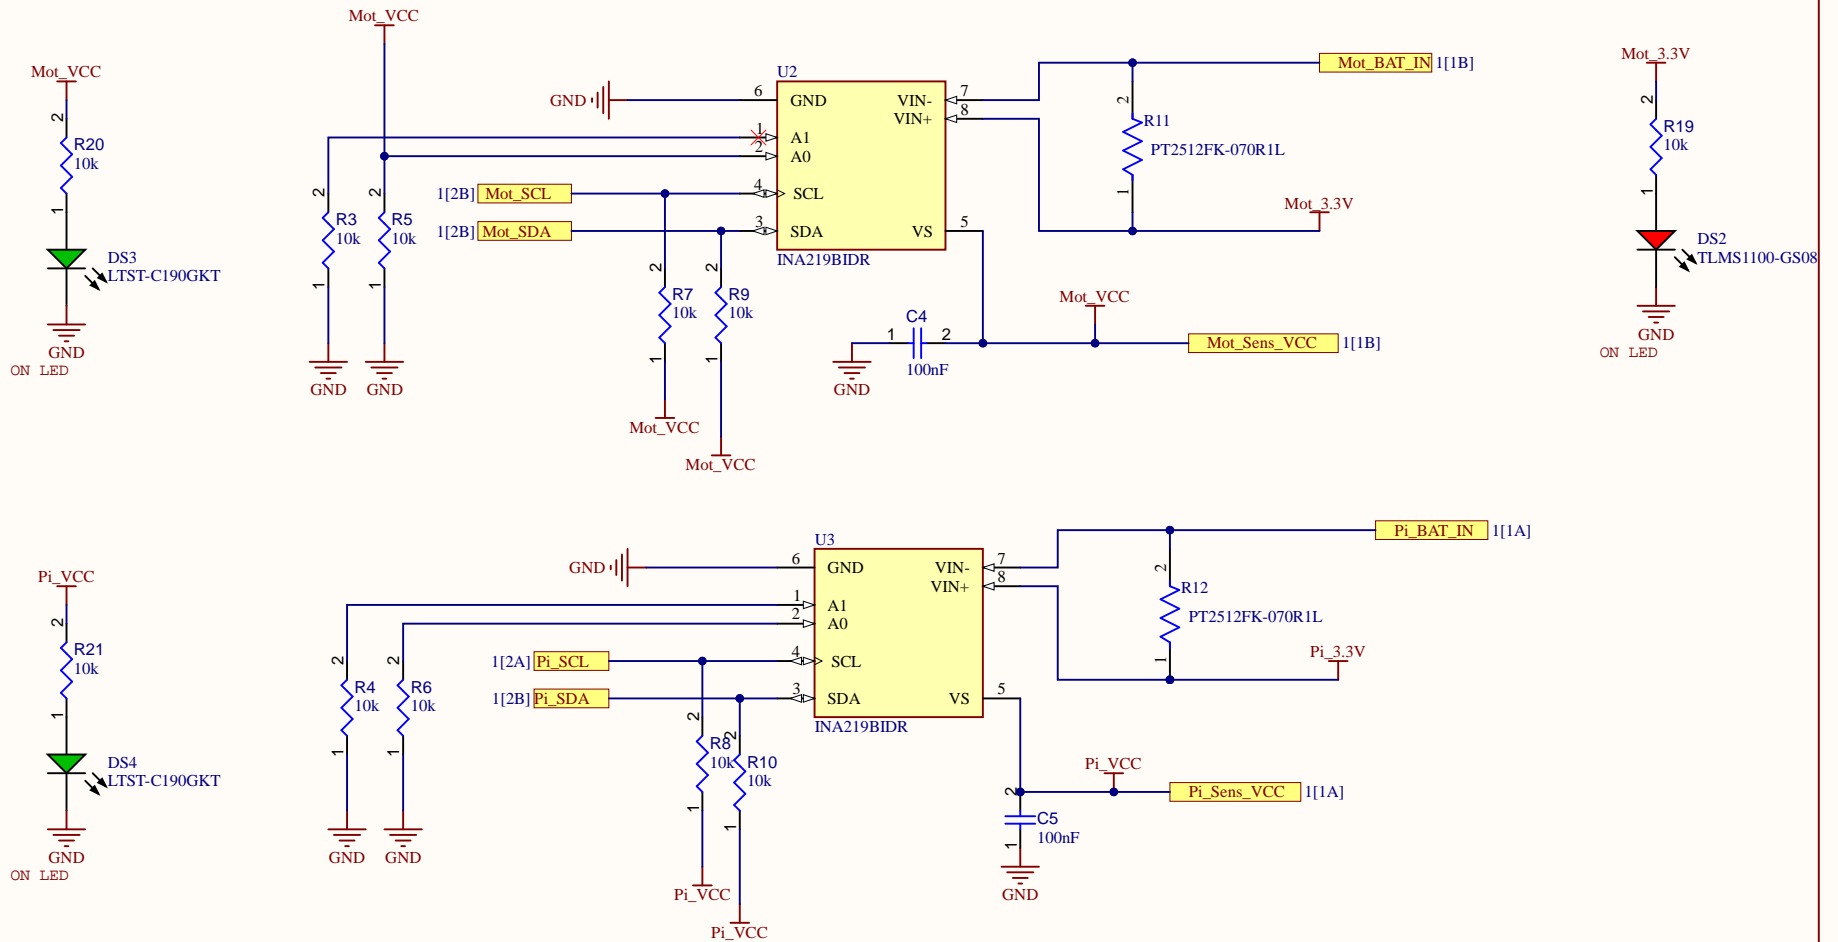 Mot_VCC
Mot_VCC
2
R20
10k
1
DS3
LTST-C190GKT
GND
ON LED
2
R3
10k
1
GND
2
R5
10k
1
GND
GND
U2
6 GND
1 A1
2 A0
1[2B] Mot_SCL
4 SCL
1[2B] Mot_SDA
3 SDA
VIN- 7
VIN+ 8
VS 5
INA219BIDR
2
R7
10k
1
Mot_VCC
2
R9
10k
1
Mot_VCC
Mot_BAT_IN 1[1B]
2
R11
PT2512FK-070R1L
1
Mot_3.3V
Mot_VCC
1 C4 2
100nF
GND
Mot_Sens_VCC 1[1B]
Mot_3.3V
2
R19
10k
1
DS2
TLMS1100-GS08
GND
ON LED
Pi_VCC
2
R21
10k
1
DS4
LTST-C190GKT
GND
ON LED
2
R4
10k
1
GND
2
R6
10k
1
GND
GND
U3
6 GND
1 A1
2 A0
1[2A] Pi_SCL
4 SCL
1[2B] Pi_SDA
3 SDA
VIN- 7
VIN+ 8
VS 5
INA219BIDR
2
R8
10k
1
Pi_VCC
2
R10
10k
1
Pi_VCC
Pi_BAT_IN 1[1A]
2
R12
PT2512FK-070R1L
1
Pi_3.3V
Pi_VCC
Pi_Sens_VCC 1[1A]
2
C5
100nF
1
GND